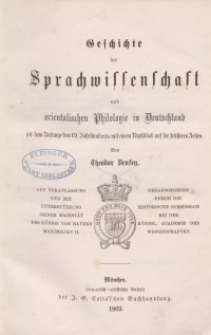 Geschichte
der
Sprachwissenschaft
und
orientalischen Philologie in Deutschland
seit dem Anfange des 19. Jahrhunderts mit einem Rückblick auf die früheren Zeiten.
Von
Theodor Benfey.
AUF VERANLASSUNG
UND MIT
UNTERSTÜTZUNG
SEINER MAJESTÄT
DES KÖNIGS VON BAYERN
MAXIMILIAN II.
HERAUSGEGEBEN
DURCH DIE
HISTORISCHE COMMISSION
BEI DER
KÖNIGL. ACADEMIE DER
WISSENSCHAFTEN.
ELBINGER
STADT-BIBLIOTHEK
München.
Literarisch-artistische Anstalt
der J. G. Cotta'schen Buchhandlung.
1869.